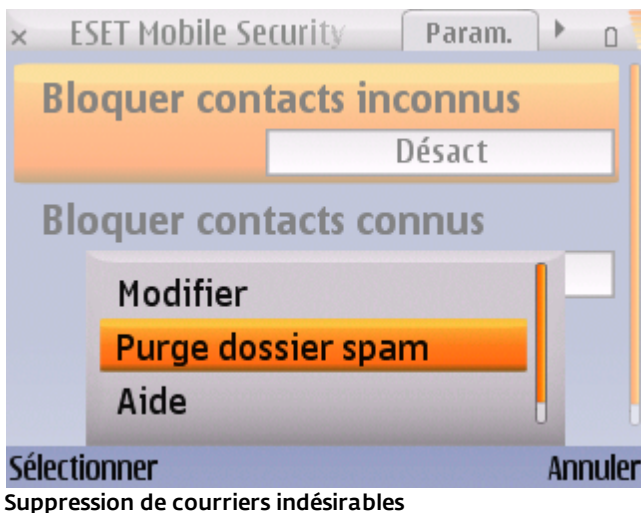 × ESET Mobile Security Param.
Bloquer contacts inconnus
Désact
Bloquer contacts connus
Modifier
Purge dossier spam
Aide
Sélectionner Annuler
Suppression de courriers indésirables